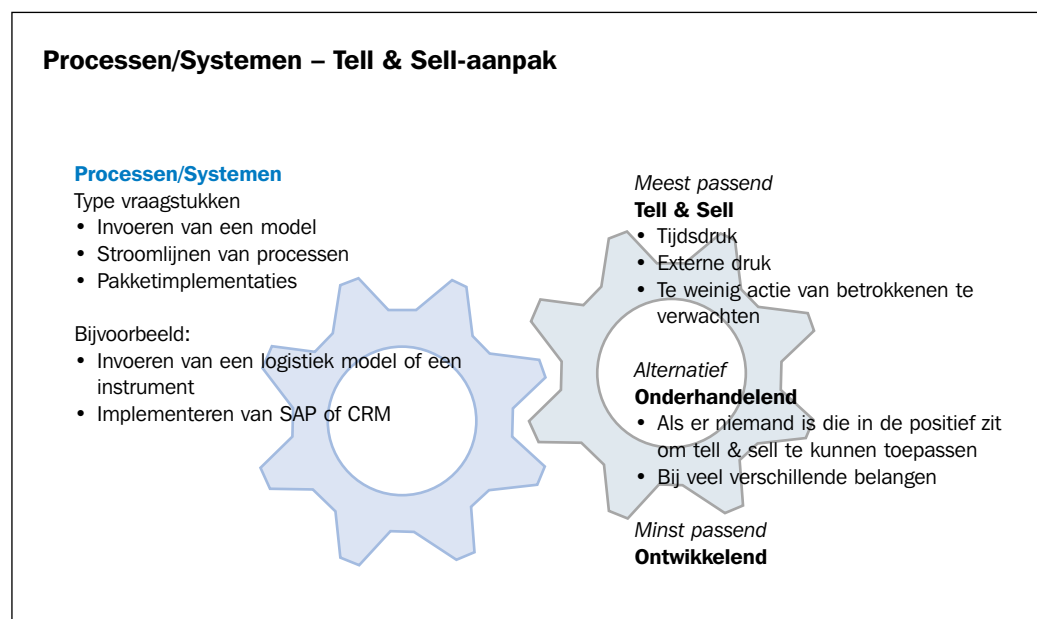 Processen/Systemen – Tell & Sell-aanpak
Processen/Systemen
Type vraagstukken
• Invoeren van een model
• Stroomlijnen van processen
• Pakketimplementaties
Bijvoorbeeld:
• Invoeren van een logistiek model of een
instrument
• Implementeren van SAP of CRM
Meest passend
Tell & Sell
• Tijdsdruk
• Externe druk
• Te weinig actie van betrokkenen te
verwachten
Alternatief
Onderhandelend
• Als er niemand is die in de positief zit
om tell & sell te kunnen toepassen
• Bij veel verschillende belangen
Minst passend
Ontwikkelend